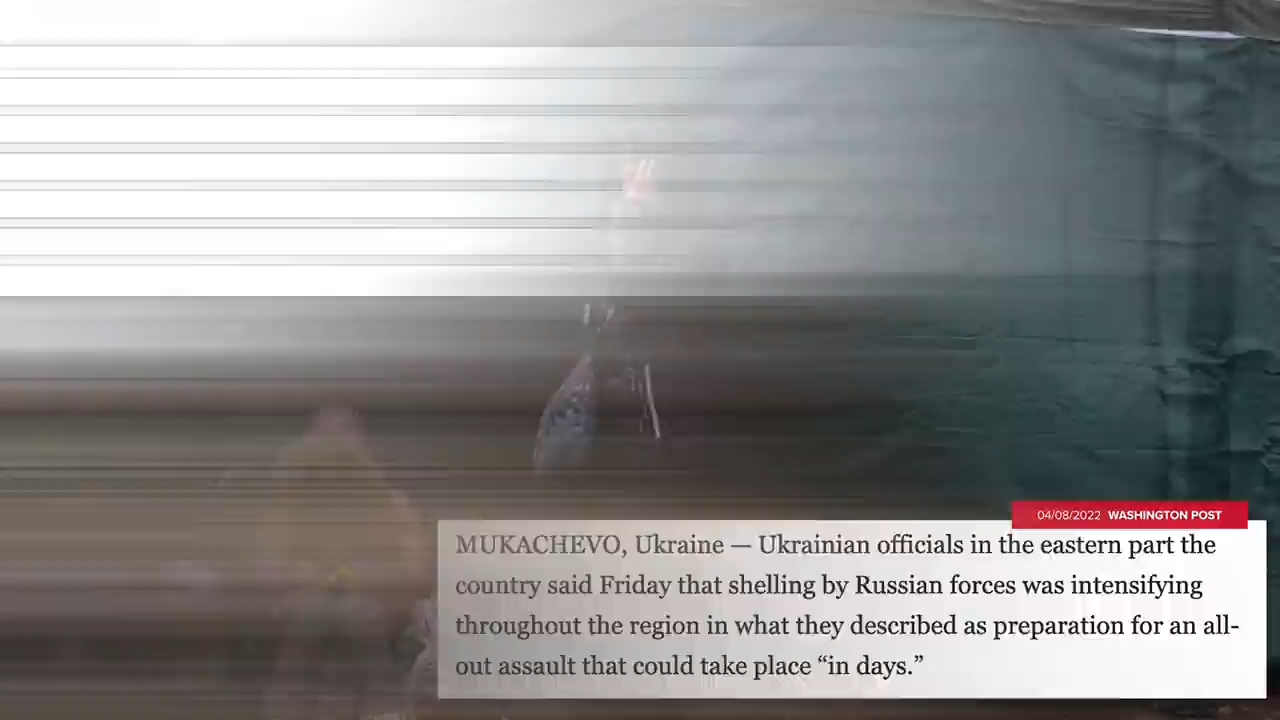 04/08/2022 WASHINGTON POST
MUKACHEVO, Ukraine — Ukrainian officials in the eastern part the
country said Friday that shelling by Russian forces was intensifying
throughout the region in what they described as preparation for an all-
out assault that could take place “in days.”